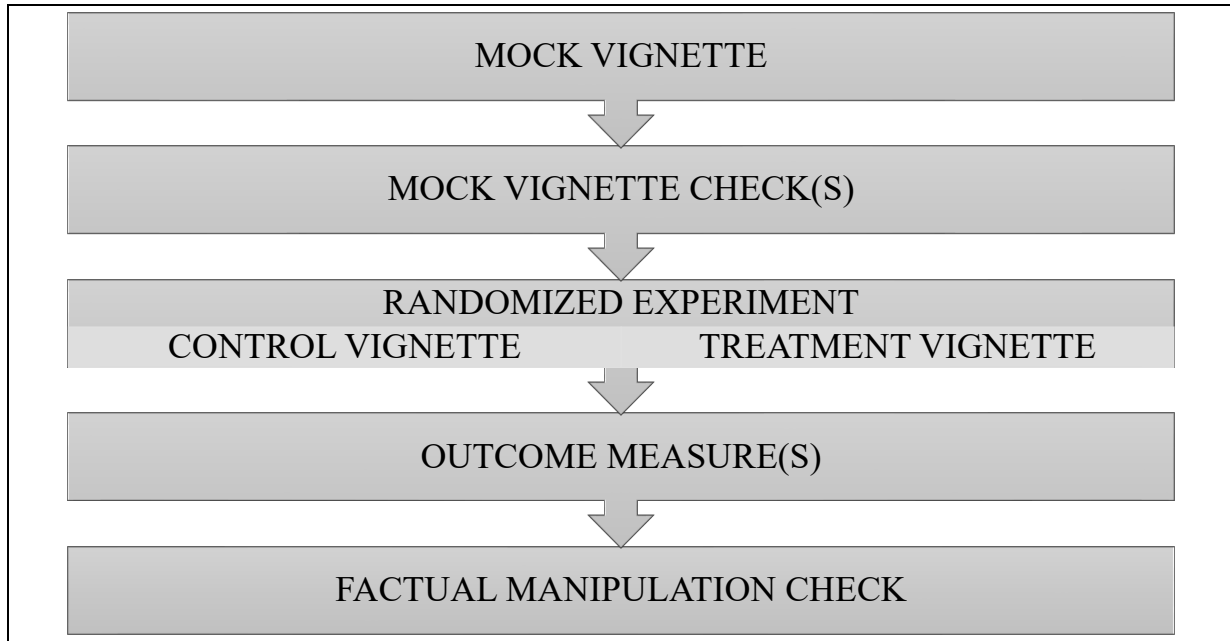 MOCK VIGNETTE
MOCK VIGNETTE CHECK(S)
RANDOMIZED EXPERIMENT
CONTROL VIGNETTE TREATMENT VIGNETTE
OUTCOME MEASURE(S)
FACTUAL MANIPULATION CHECK